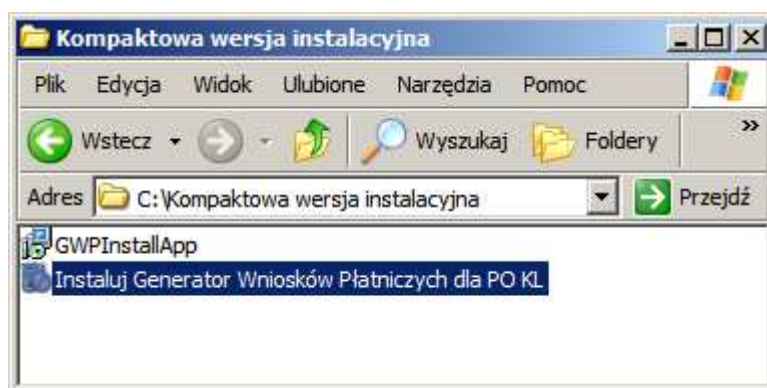 Kompaktowa wersja instalacyjna
Plik Edycja Widok Ulubione Narzędzia Pomoc
Wstecz Wyszukaj Foldery »
Adres C:\Kompaktowa wersja instalacyjna Przejdź
GWPInstallApp
Instaluj Generator Wniosków Płatniczych dla PO KL